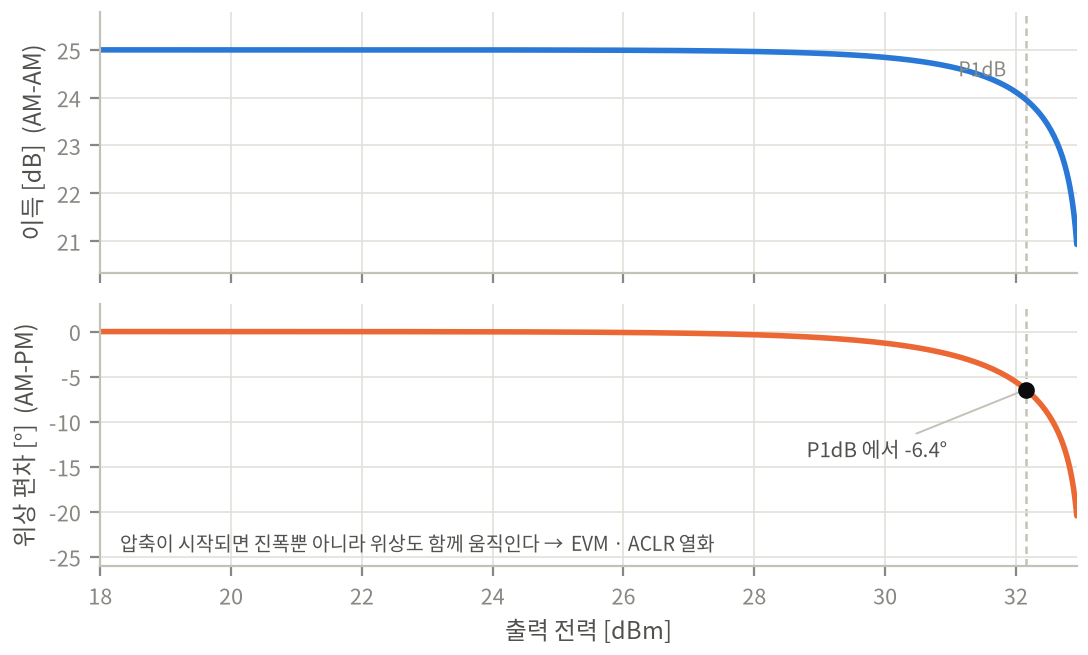 이득 [dB] (AM-AM)
25
24
23
22
21
P1dB
위상 편차 [°] (AM-PM)
0
-5
-10
-15
-20
-25
P1dB 에서 -6.4°
압축이 시작되면 진폭뿐 아니라 위상도 함께 움직인다 → EVM · ACLR 열화
18 20 22 24 26 28 30 32
출력 전력 [dBm]